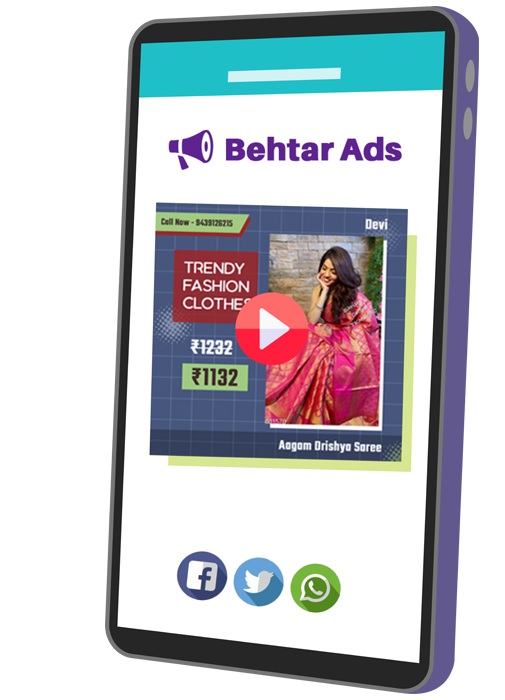 Behtar Ads
Call Now - 9439126215
Devi
TRENDY
FASHION
CLOTHES
₹1232
₹1132
Aagam Drishya Saree